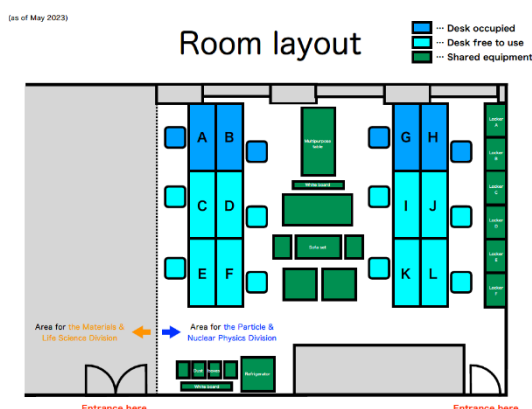 (as of May 2023)
Room layout
… Desk occupied
… Desk free to use
… Shared equipment
A B
G H
C D
I J
E F
K L
Multipurpose
table
White board
Sofa set
Locker
A
Locker
B
Locker
C
Locker
D
Locker
E
Locker
F
Area for the Materials &
Life Science Division
Area for the Particle &
Nuclear Physics Division
White board
Refrigerator
Entrance here
Entrance here